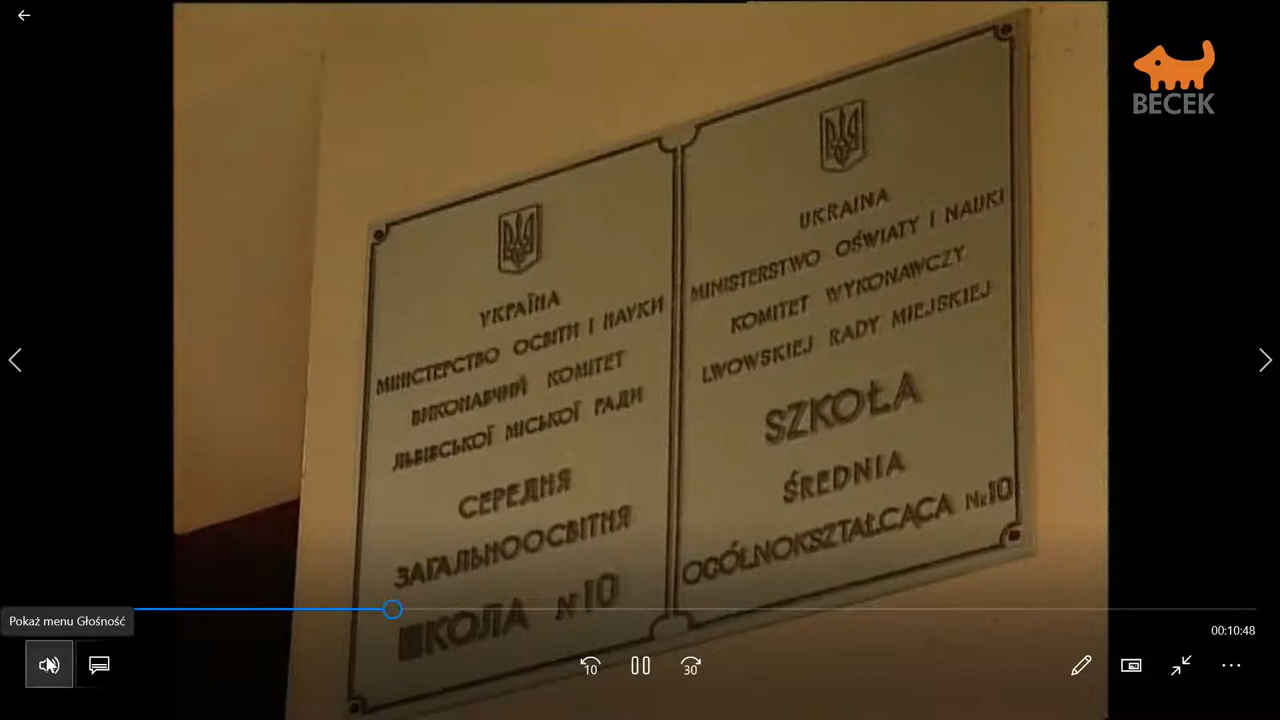 BECEK
УКРАЇНА
МІНІСТЕРСТВО ОСВІТИ І НАУКИ
ВИКОНАВЧИЙ КОМІТЕТ
ЛЬВІВСЬКОЇ МІСЬКОЇ РАДИ
СЕРЕДНЯ
ЗАГАЛЬНООСВІТНЯ
ШКОЛА №10
UKRAINA
MINISTERSTWO OŚWIATY I NAUKI
KOMITET WYKONAWCZY
LWOWSKIEJ RADY MIEJSKIEJ
SZKOŁA
ŚREDNIA
OGÓLNOKSZTAŁCĄCA Nr10
Pokaż menu Głośność
00:10:48
10
30